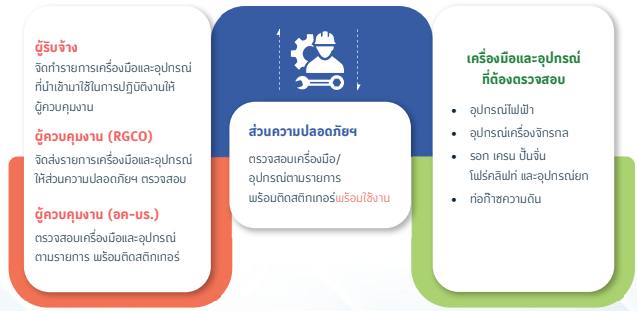 ผู้รับจ้าง
จัดทำรายการเครื่องมือและอุปกรณ์
ที่นำเข้ามาใช้ในการปฏิบัติงานให้
ผู้ควบคุมงาน
ผู้ควบคุมงาน (RGCO)
จัดส่งรายการเครื่องมือและอุปกรณ์
ให้ส่วนความปลอดภัยฯ ตรวจสอบ
ผู้ควบคุมงาน (อค-บร.)
ตรวจสอบเครื่องมือและอุปกรณ์
ตามรายการ พร้อมติดสติกเกอร์
ส่วนความปลอดภัยฯ
ตรวจสอบเครื่องมือ/
อุปกรณ์ตามรายการ
พร้อมติดสติกเกอร์พร้อมใช้งาน
เครื่องมือและอุปกรณ์
ที่ต้องตรวจสอบ
• อุปกรณ์ไฟฟ้า
• อุปกรณ์เครื่องจักรกล
• รอก เครน ปั้นจั่น
โฟร์คลิฟท์ และอุปกรณ์ยก
• ท่อก๊าซความดัน